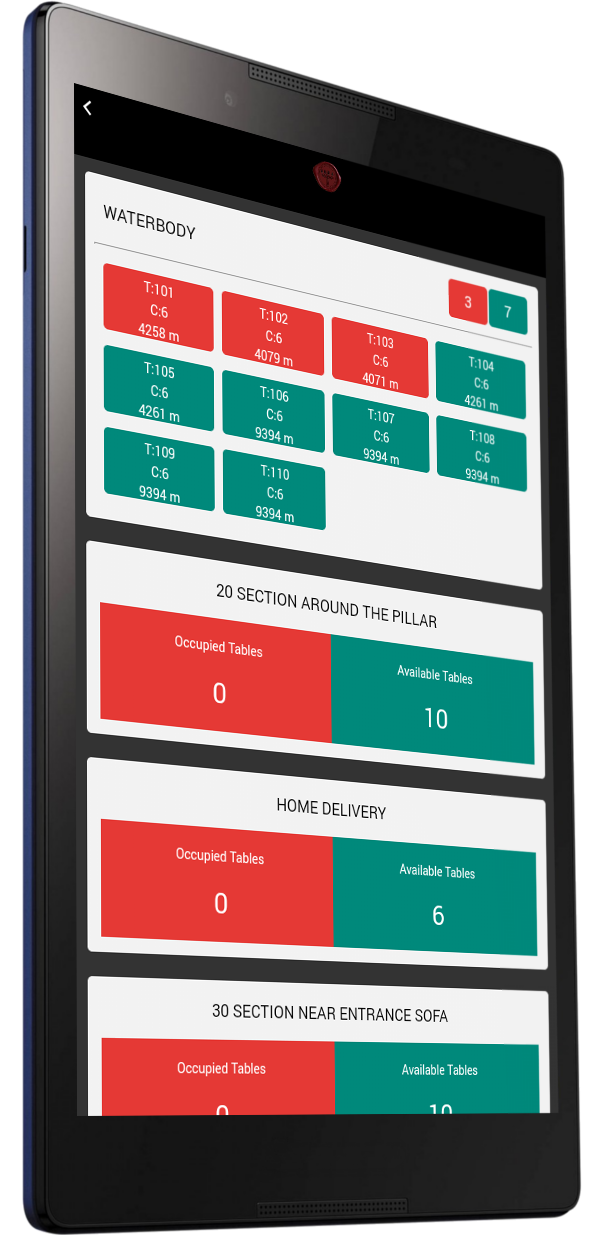 WATERBODY
3 7
T:101
C:6
4258 m
T:102
C:6
4079 m
T:103
C:6
4071 m
T:104
C:6
4261 m
T:105
C:6
4261 m
T:106
C:6
9394 m
T:107
C:6
9394 m
T:108
C:6
9394 m
T:109
C:6
9394 m
T:110
C:6
9394 m
20 SECTION AROUND THE PILLAR
Occupied Tables
0
Available Tables
10
HOME DELIVERY
Occupied Tables
0
Available Tables
6
30 SECTION NEAR ENTRANCE SOFA
Occupied Tables
0
Available Tables
10